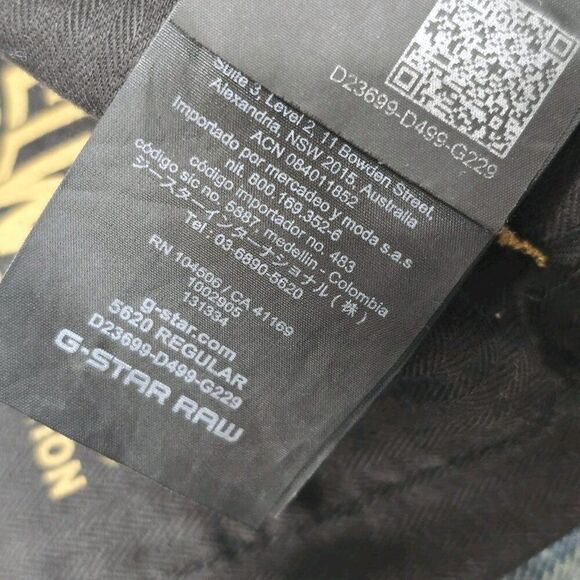 D23699-D499-G229
Suite 3, Level 2, 11 Bowden Street,
Alexandria, NSW 2015, Australia
ACN 084011852
Importado por mercadeo y moda s.a.s
nit. 800.169.352-6
código importador no. 483
código sic no. 5987, medellin - Colombia
ジースターインターナショナル(株)
Tel : 03-6890-5620
RN 104506 / CA 41169
1002905
131334
g-star.com
5620 REGULAR
D23699-D499-G229
G-STAR RAW